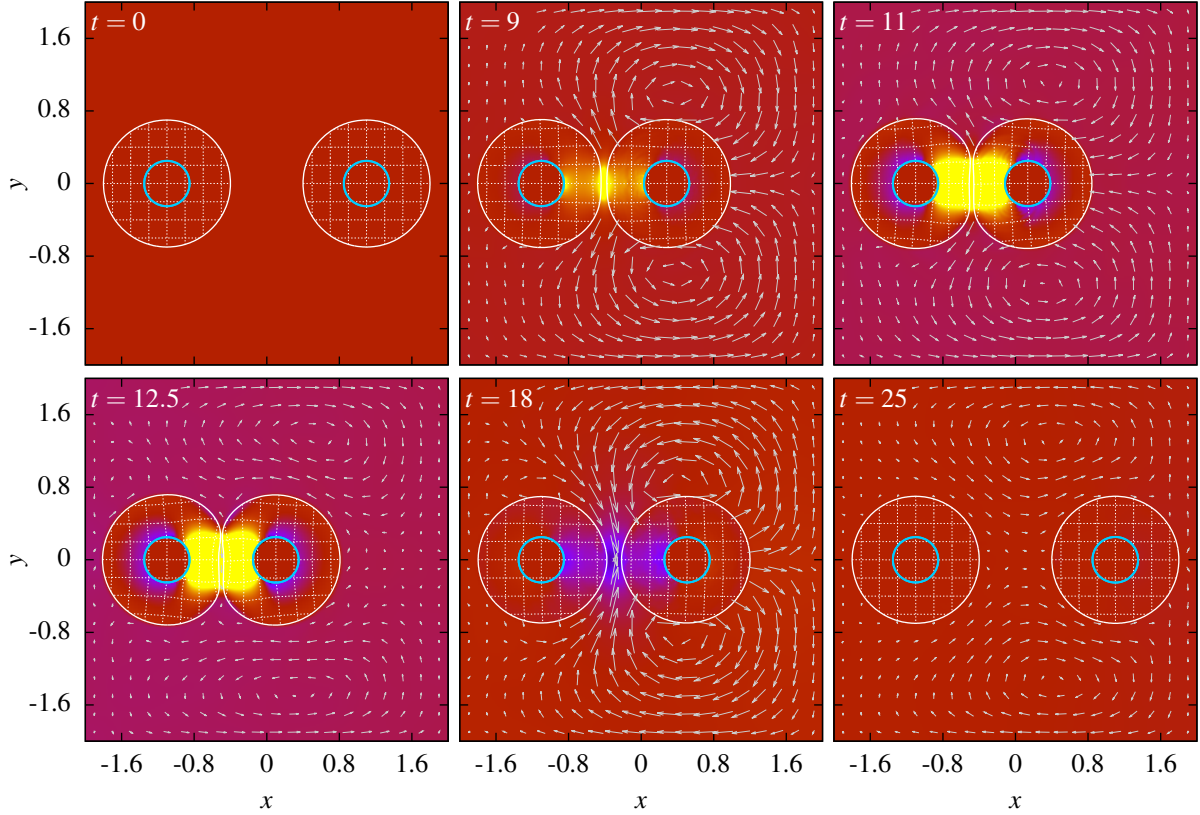 t = 0
t = 9
t = 11
1.6
0.8
0
-0.8
-1.6
y
t = 12.5
t = 18
t = 25
1.6
0.8
0
-0.8
-1.6
y
-1.6 -0.8 0 0.8 1.6
-1.6 -0.8 0 0.8 1.6
-1.6 -0.8 0 0.8 1.6
x
x
x